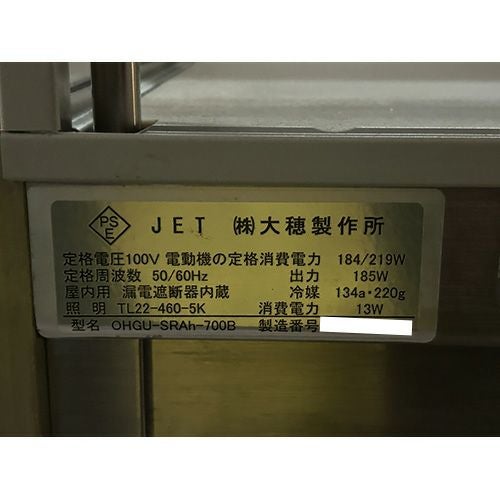 PS
E
JET ㈱大穂製作所
定格電圧100V 電動機の定格消費電力 184/219W
定格周波数 50/60Hz 出力 185W
屋内用 漏電遮断器内蔵 冷媒 134a・220g
照明 TL22-460-5K 消費電力 13W
型名 OHGU-SRAh-700B 製造番号